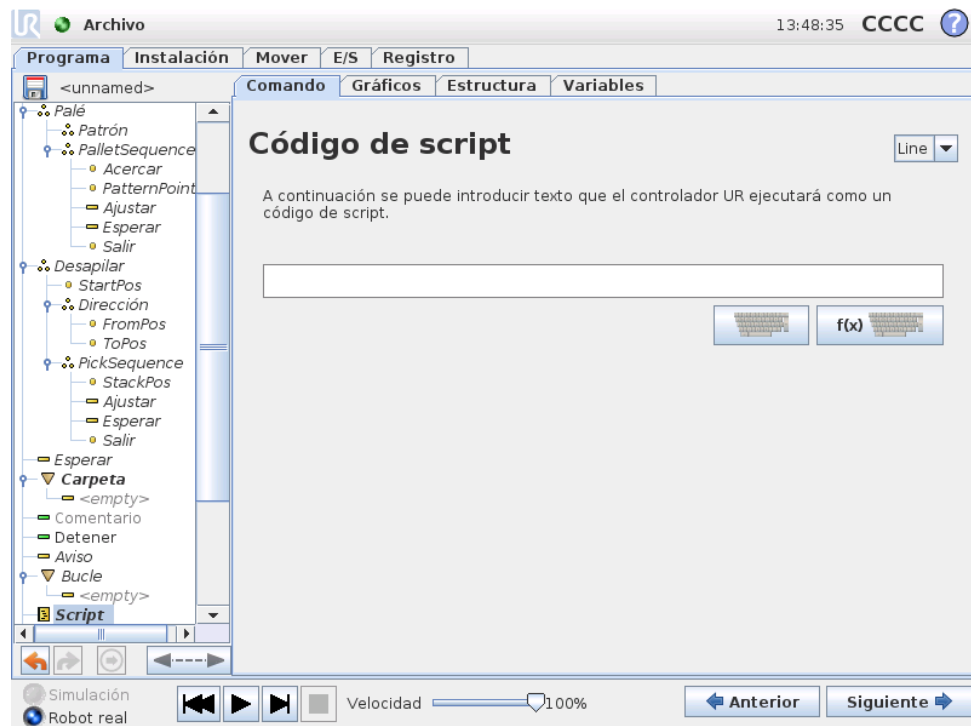 UR Archivo 13:48:35 CCCC ?
Programa Instalación Mover E/S Registro
<unnamed>
Comando Gráficos Estructura Variables
Palé
Patrón
PalletSequence
Acercar
PatternPoint
Ajustar
Esperar
Salir
Desapilar
StartPos
Dirección
FromPos
ToPos
PickSequence
StackPos
Ajustar
Esperar
Salir
Esperar
Carpeta
<empty>
Comentario
Detener
Aviso
Bucle
<empty>
Script
Código de script
Line
A continuación se puede introducir texto que el controlador UR ejecutará como un
código de script.
f(x)
Simulación
Robot real
Velocidad 100%
Anterior
Siguiente